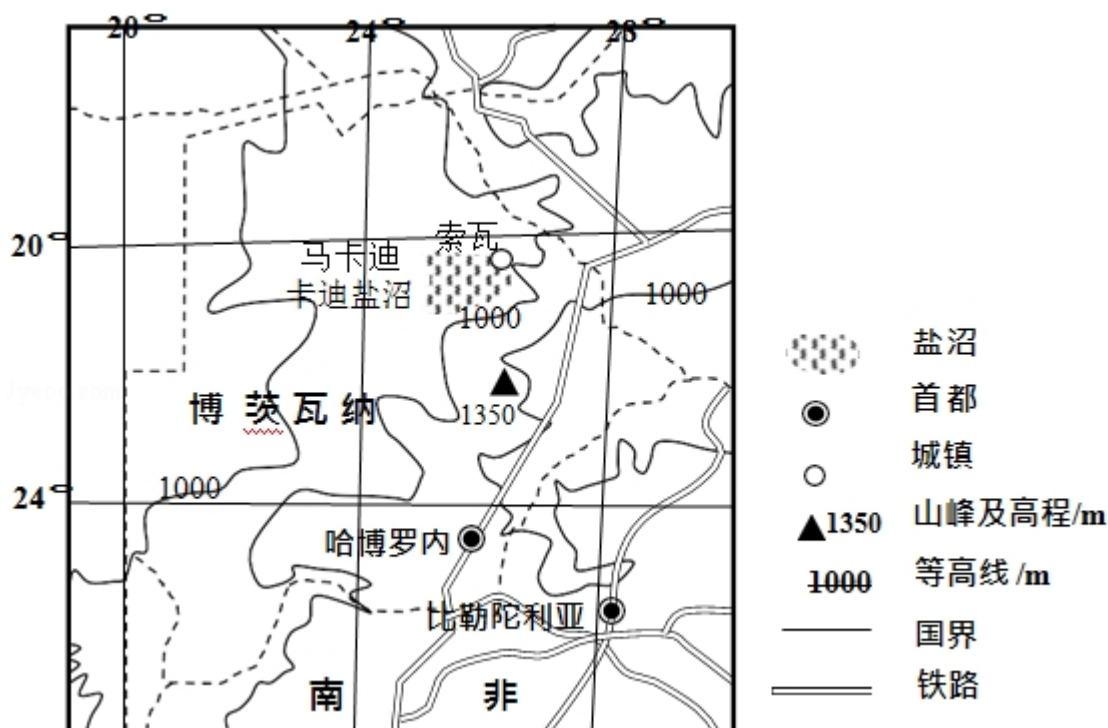 20°
24°
28°
20°
索瓦
马卡迪
卡迪盐沼
1000
1000
1350
博茨瓦纳
1000
24°
哈博罗内
比勒陀利亚
南非
盐沼
首都
城镇
1350 山峰及高程/m
1000 等高线/m
国界
铁路